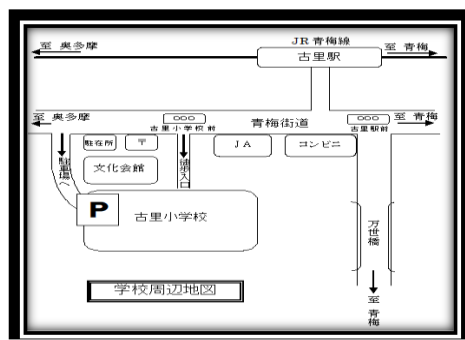 JR 青梅線
至 奥多摩
至 青梅
古里駅
至 奥多摩
○○○
青梅街道
○○○
至 青梅
古里小学校前
古里駅前
駐在所
〒
JA
コンビニ
駐車場へ
文化会館
徒歩入口
P
古里小学校
万世橋
学校周辺地図
至 青梅